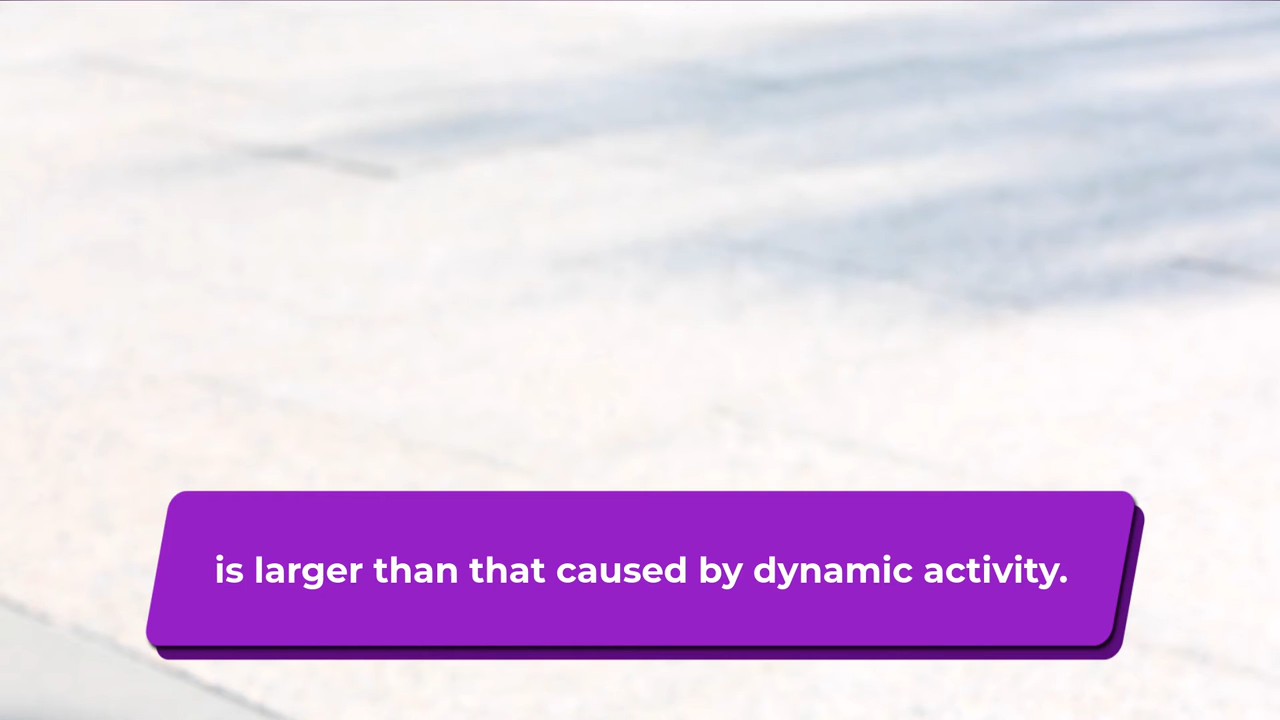 is larger than that caused by dynamic activity.